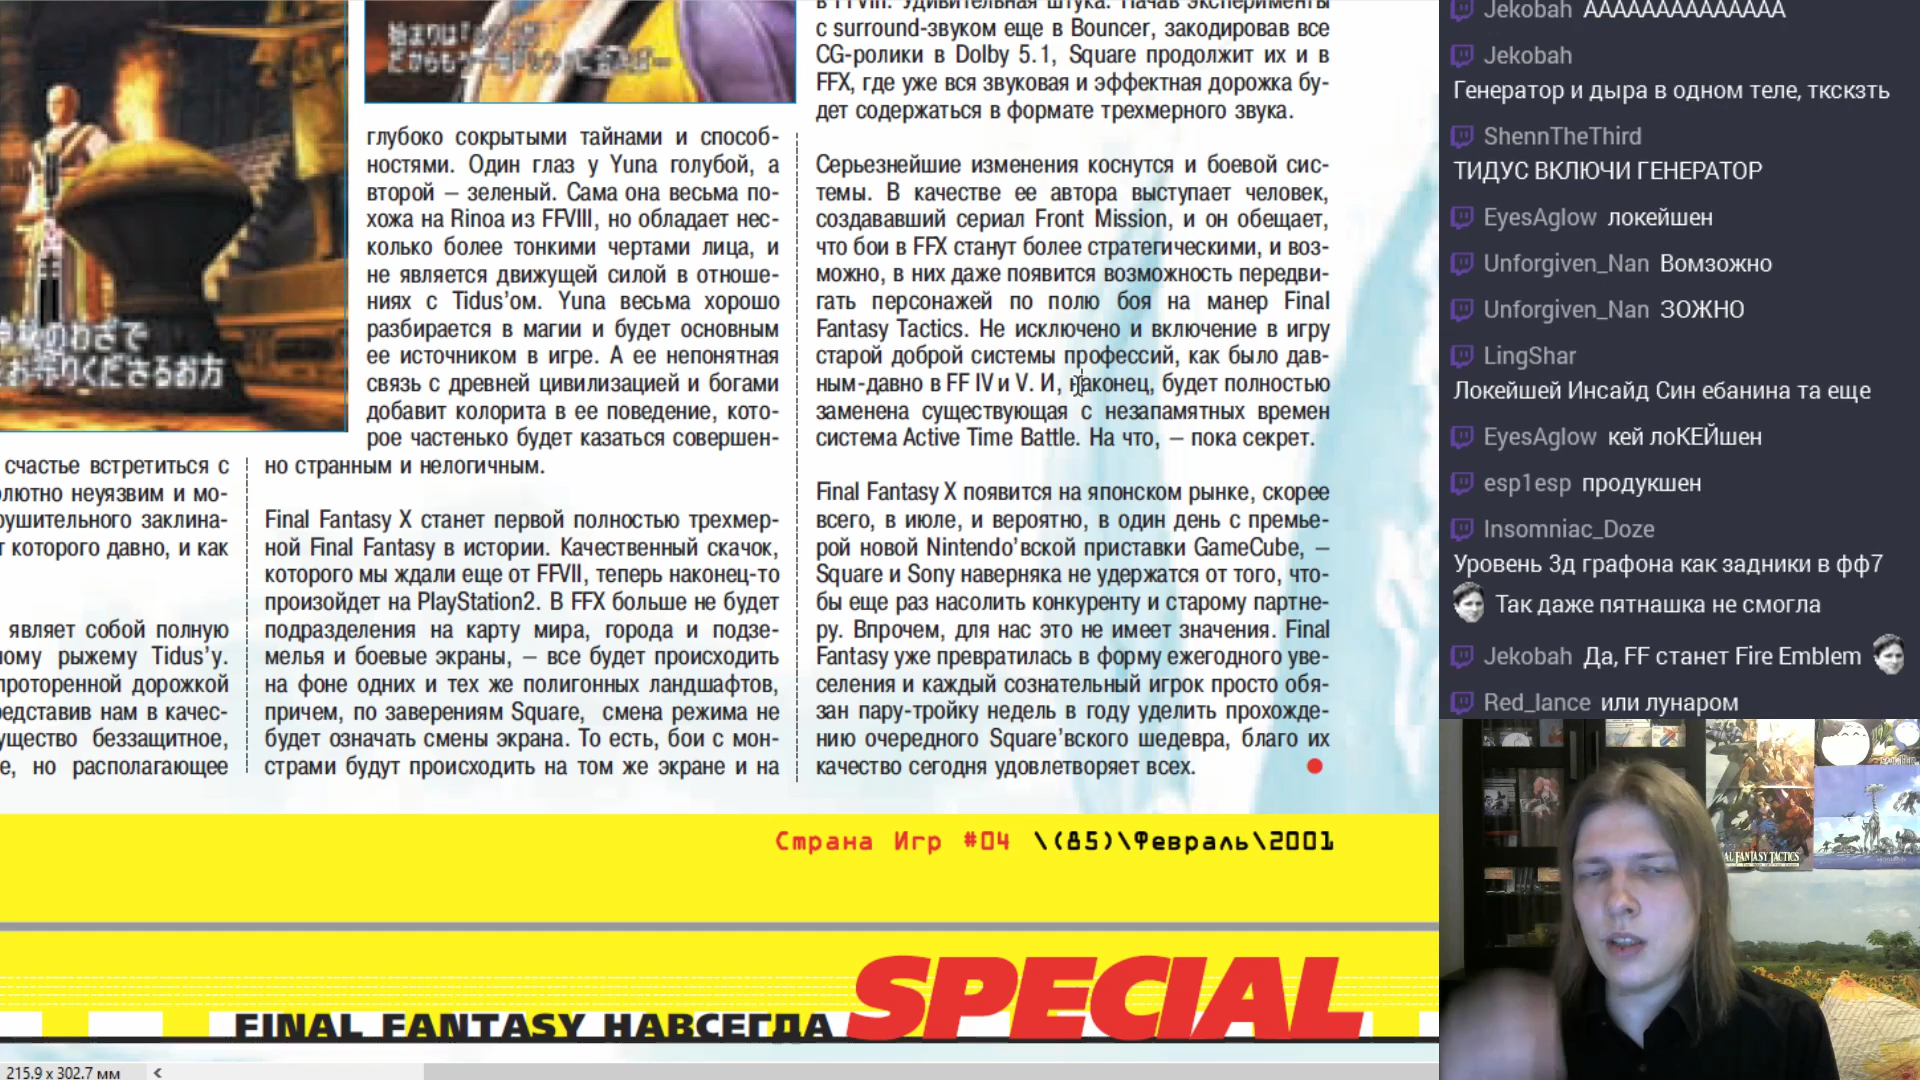 глубоко сокрытыми тайнами и способ-
ностями. Один глаз у Yuna голубой, а
второй – зеленый. Сама она весьма по-
хожа на Rinoa из FFVIII, но обладает нес-
колько более тонкими чертами лица, и
не является движущей силой в отноше-
ниях с Tidus'ом. Yuna весьма хорошо
разбирается в магии и будет основным
ее источником в игре. А ее непонятная
связь с древней цивилизацией и богами
добавит колорита в ее поведение, кото-
рое частенько будет казаться совершен-
но странным и нелогичным.
счастье встретиться с
лютно неуязвим и мо-
рушительного заклина-
т которого давно, и как
являет собой полную
ому рыжему Tidus'у.
проторенной дорожкой
редставив нам в качес-
ущество беззащитное,
е, но располагающее
Final Fantasy X станет первой полностью трехмер-
ной Final Fantasy в истории. Качественный скачок,
которого мы ждали еще от FFVII, теперь наконец-то
произойдет на PlayStation2. В FFX больше не будет
подразделения на карту мира, города и подзе-
мелья и боевые экраны, – все будет происходить
на фоне одних и тех же полигонных ландшафтов,
причем, по заверениям Square, смена режима не
будет означать смены экрана. То есть, бои с мон-
страми будут происходить на том же экране и на
в FFVIII. Удивительная штука. Начав эксперименты
с surround-звуком еще в Bouncer, закодировав все
CG-ролики в Dolby 5.1, Square продолжит их и в
FFX, где уже вся звуковая и эффектная дорожка бу-
дет содержаться в формате трехмерного звука.
Серьезнейшие изменения коснутся и боевой сис-
темы. В качестве ее автора выступает человек,
создававший сериал Front Mission, и он обещает,
что бои в FFX станут более стратегическими, и воз-
можно, в них даже появится возможность передви-
гать персонажей по полю боя на манер Final
Fantasy Tactics. Не исключено и включение в игру
старой доброй системы профессий, как было дав-
ным-давно в FF IV и V. И, наконец, будет полностью
заменена существующая с незапамятных времен
система Active Time Battle. На что, – пока секрет.
Final Fantasy X появится на японском рынке, скорее
всего, в июле, и вероятно, в один день с премье-
рой новой Nintendo'вской приставки GameCube, –
Square и Sony наверняка не удержатся от того, что-
бы еще раз насолить конкуренту и старому партне-
ру. Впрочем, для нас это не имеет значения. Final
Fantasy уже превратилась в форму ежегодного уве-
селения и каждый сознательный игрок просто обя-
зан пару-тройку недель в году уделить прохожде-
нию очередного Square'вского шедевра, благо их
качество сегодня удовлетворяет всех.
Страна Игр #04 \(85)\Февраль\2001
FINAL FANTASY НАВСЕГДА SPECIAL
215.9 x 302.7 мм
Jekobah АААААААААААААА
Jekobah
Генератор и дыра в одном теле, тксказть
ShennTheThird
ТИДУС ВКЛЮЧИ ГЕНЕРАТОР
EyesAglow локейшен
Unforgiven_Nan Вомзожно
Unforgiven_Nan ЗОЖНО
LingShar
Локейшей Инсайд Син ебанина та еще
EyesAglow кей лоКЕЙшен
esp1esp продукшен
Insomniac_Doze
Уровень 3д графона как задники в фф7
Так даже пятнашка не смогла
Jekobah Да, FF станет Fire Emblem
Red_lance или лунаром
FINAL FANTASY TACTICS